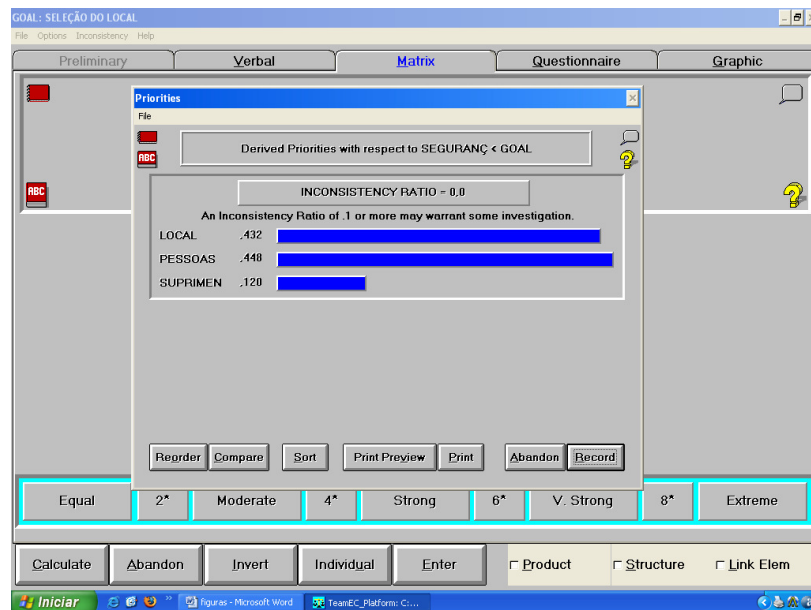 GOAL: SELEÇÃO DO LOCAL
File Options Inconsistency Help
Preliminary Verbal Matrix Questionnaire Graphic
Priorities
File
ABC
Derived Priorities with respect to SEGURANÇ < GOAL
ABC
INCONSISTENCY RATIO = 0,0
An Inconsistency Ratio of .1 or more may warrant some investigation.
LOCAL ,432
PESSOAS ,448
SUPRIMEN ,120
Reorder Compare Sort Print Preview Print Abandon Record
Equal 2* Moderate 4* Strong 6* V. Strong 8* Extreme
Calculate Abandon Invert Individual Enter Product Structure Link Elem
Iniciar » figuras - Microsoft Word TeamEC_Platform: C:...